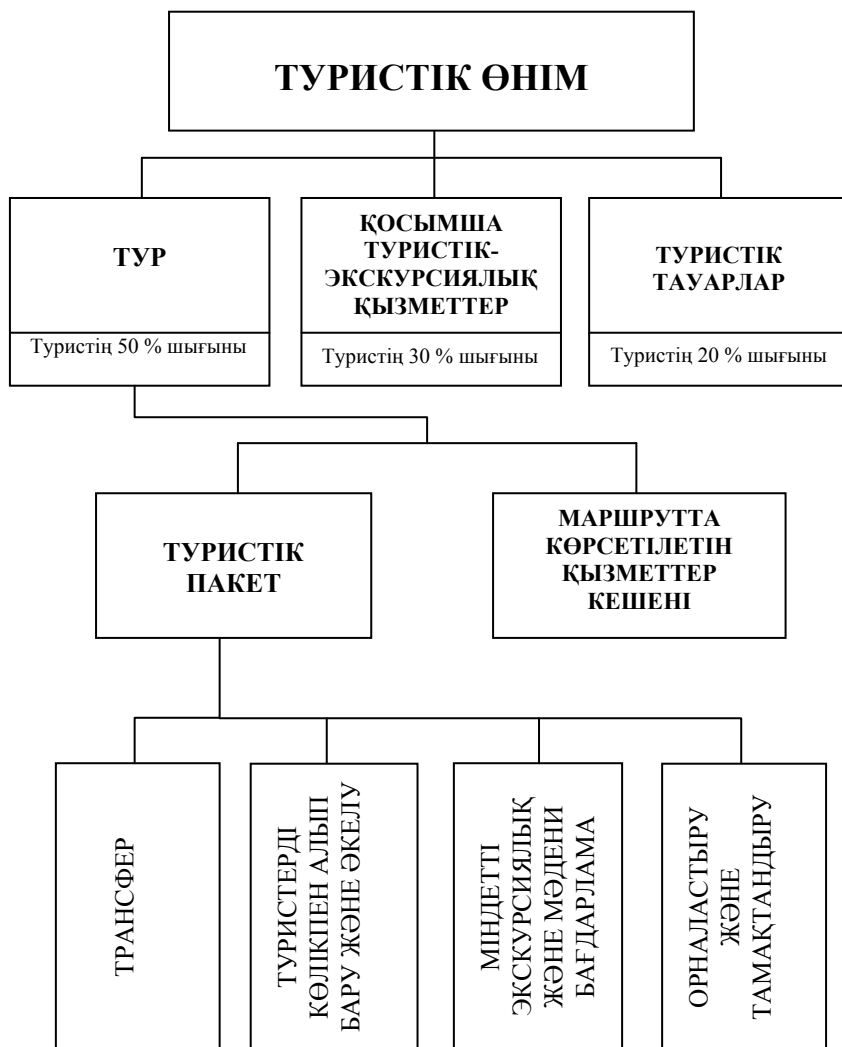 ТУРИСТІК ӨНІМ
ТУР
Туристің 50 % шығыны
ҚОСЫМША
ТУРИСТІК-
ЭКСКУРСИЯЛЫҚ
ҚЫЗМЕТТЕР
Туристің 30 % шығыны
ТУРИСТІК
ТАУАРЛАР
Туристің 20 % шығыны
ТУРИСТІК
ПАКЕТ
МАРШРУТТА
КӨРСЕТІЛЕТІН
ҚЫЗМЕТТЕР
КЕШЕНІ
ТРАНСФЕР
ТУРИСТЕРДІ
КӨЛІКПЕН АЛЫП
БАРУ ЖӘНЕ ӘКЕЛУ
МІНДЕТТІ
ЭКСКУРСИЯЛЫҚ
ЖӘНЕ МӘДЕНИ
БАҒДАРЛАМА
ОРНАЛАСТЫРУ
ЖӘНЕ
ТАМАҚТАНДЫРУ